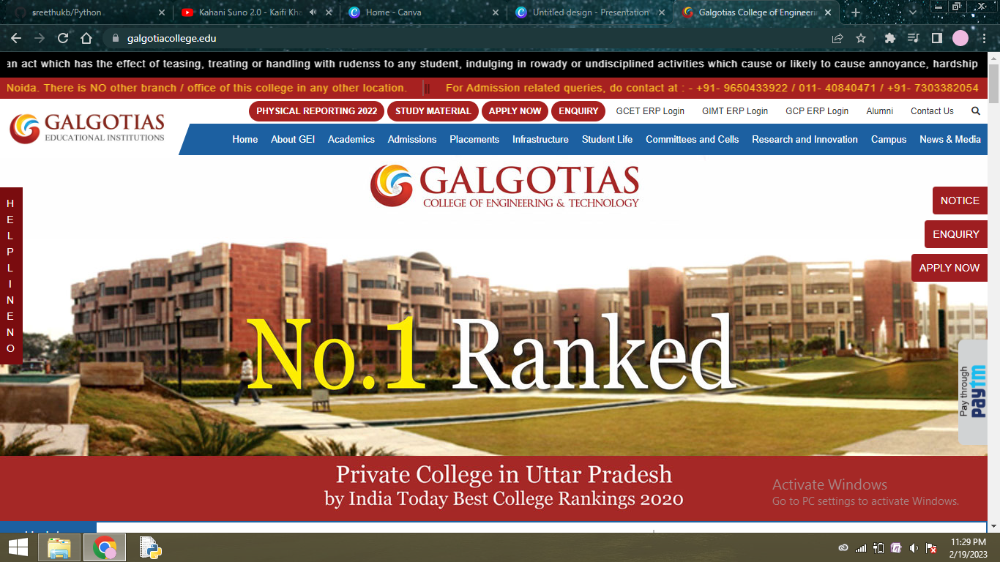 sreethukb/Python
Kahani Suno 2.0 - Kaifi Kha
Home - Canva
Untitled design - Presentation
Galgotias College of Engineerin
galgotiacollege.edu
an act which has the effect of teasing, treating or handling with rudenss to any student, indulging in rowady or undisciplined activities which cause or likely to cause annoyance, hardship
Noida. There is NO other branch / office of this college in any other location. || For Admission related queries, do contact at : - +91- 9650433922 / 011- 40840471 / +91- 7303382054
GALGOTIAS
EDUCATIONAL INSTITUTIONS
PHYSICAL REPORTING 2022 STUDY MATERIAL APPLY NOW ENQUIRY GCET ERP Login GIMT ERP Login GCP ERP Login Alumni Contact Us
Home About GEI Academics Admissions Placements Infrastructure Student Life Committees and Cells Research and Innovation Campus News & Media
GALGOTIAS
COLLEGE OF ENGINEERING & TECHNOLOGY
HELPLINE NO
NOTICE
ENQUIRY
APPLY NOW
No.1 Ranked
Pay through
paytm
Private College in Uttar Pradesh
by India Today Best College Rankings 2020
Activate Windows
Go to PC settings to activate Windows.
11:29 PM
2/19/2023